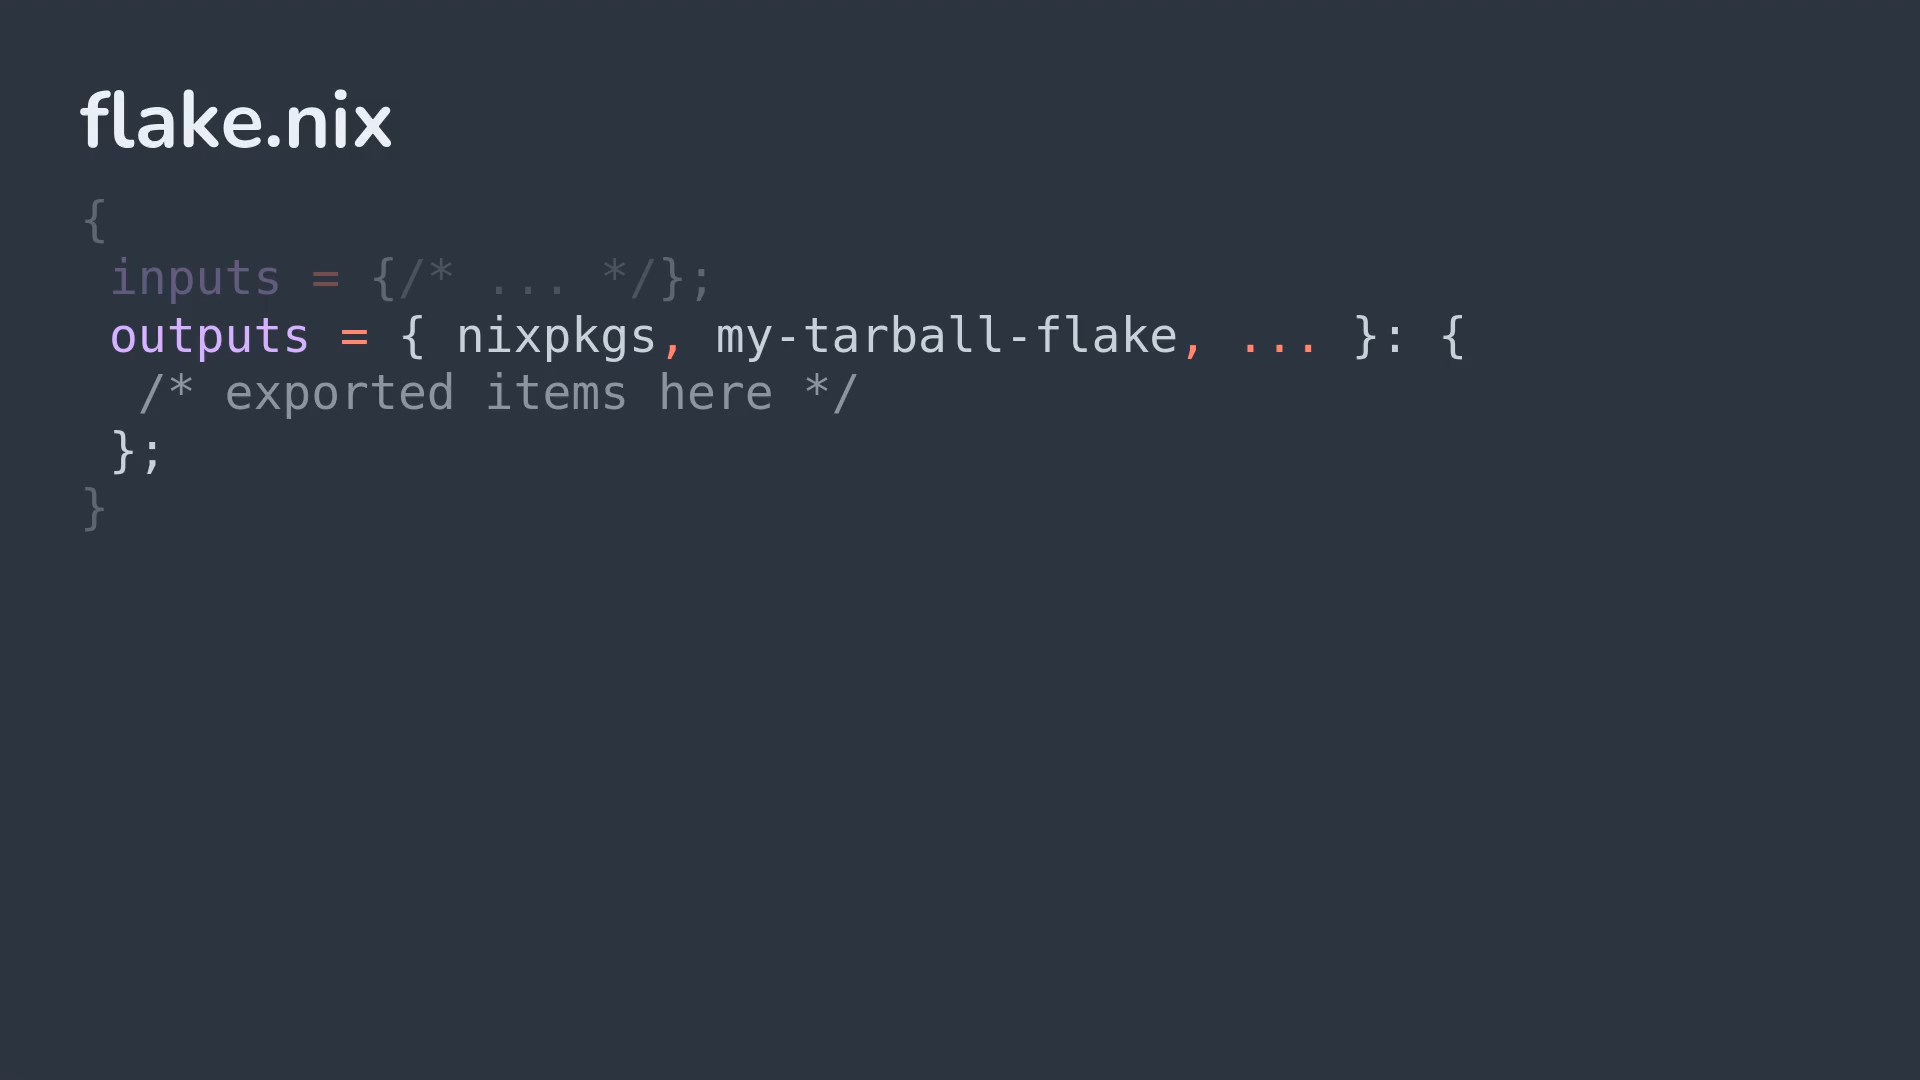 flake.nix
{
 inputs = {/* ... */};
 outputs = { nixpkgs, my-tarball-flake, ... }: {
  /* exported items here */
 };
}